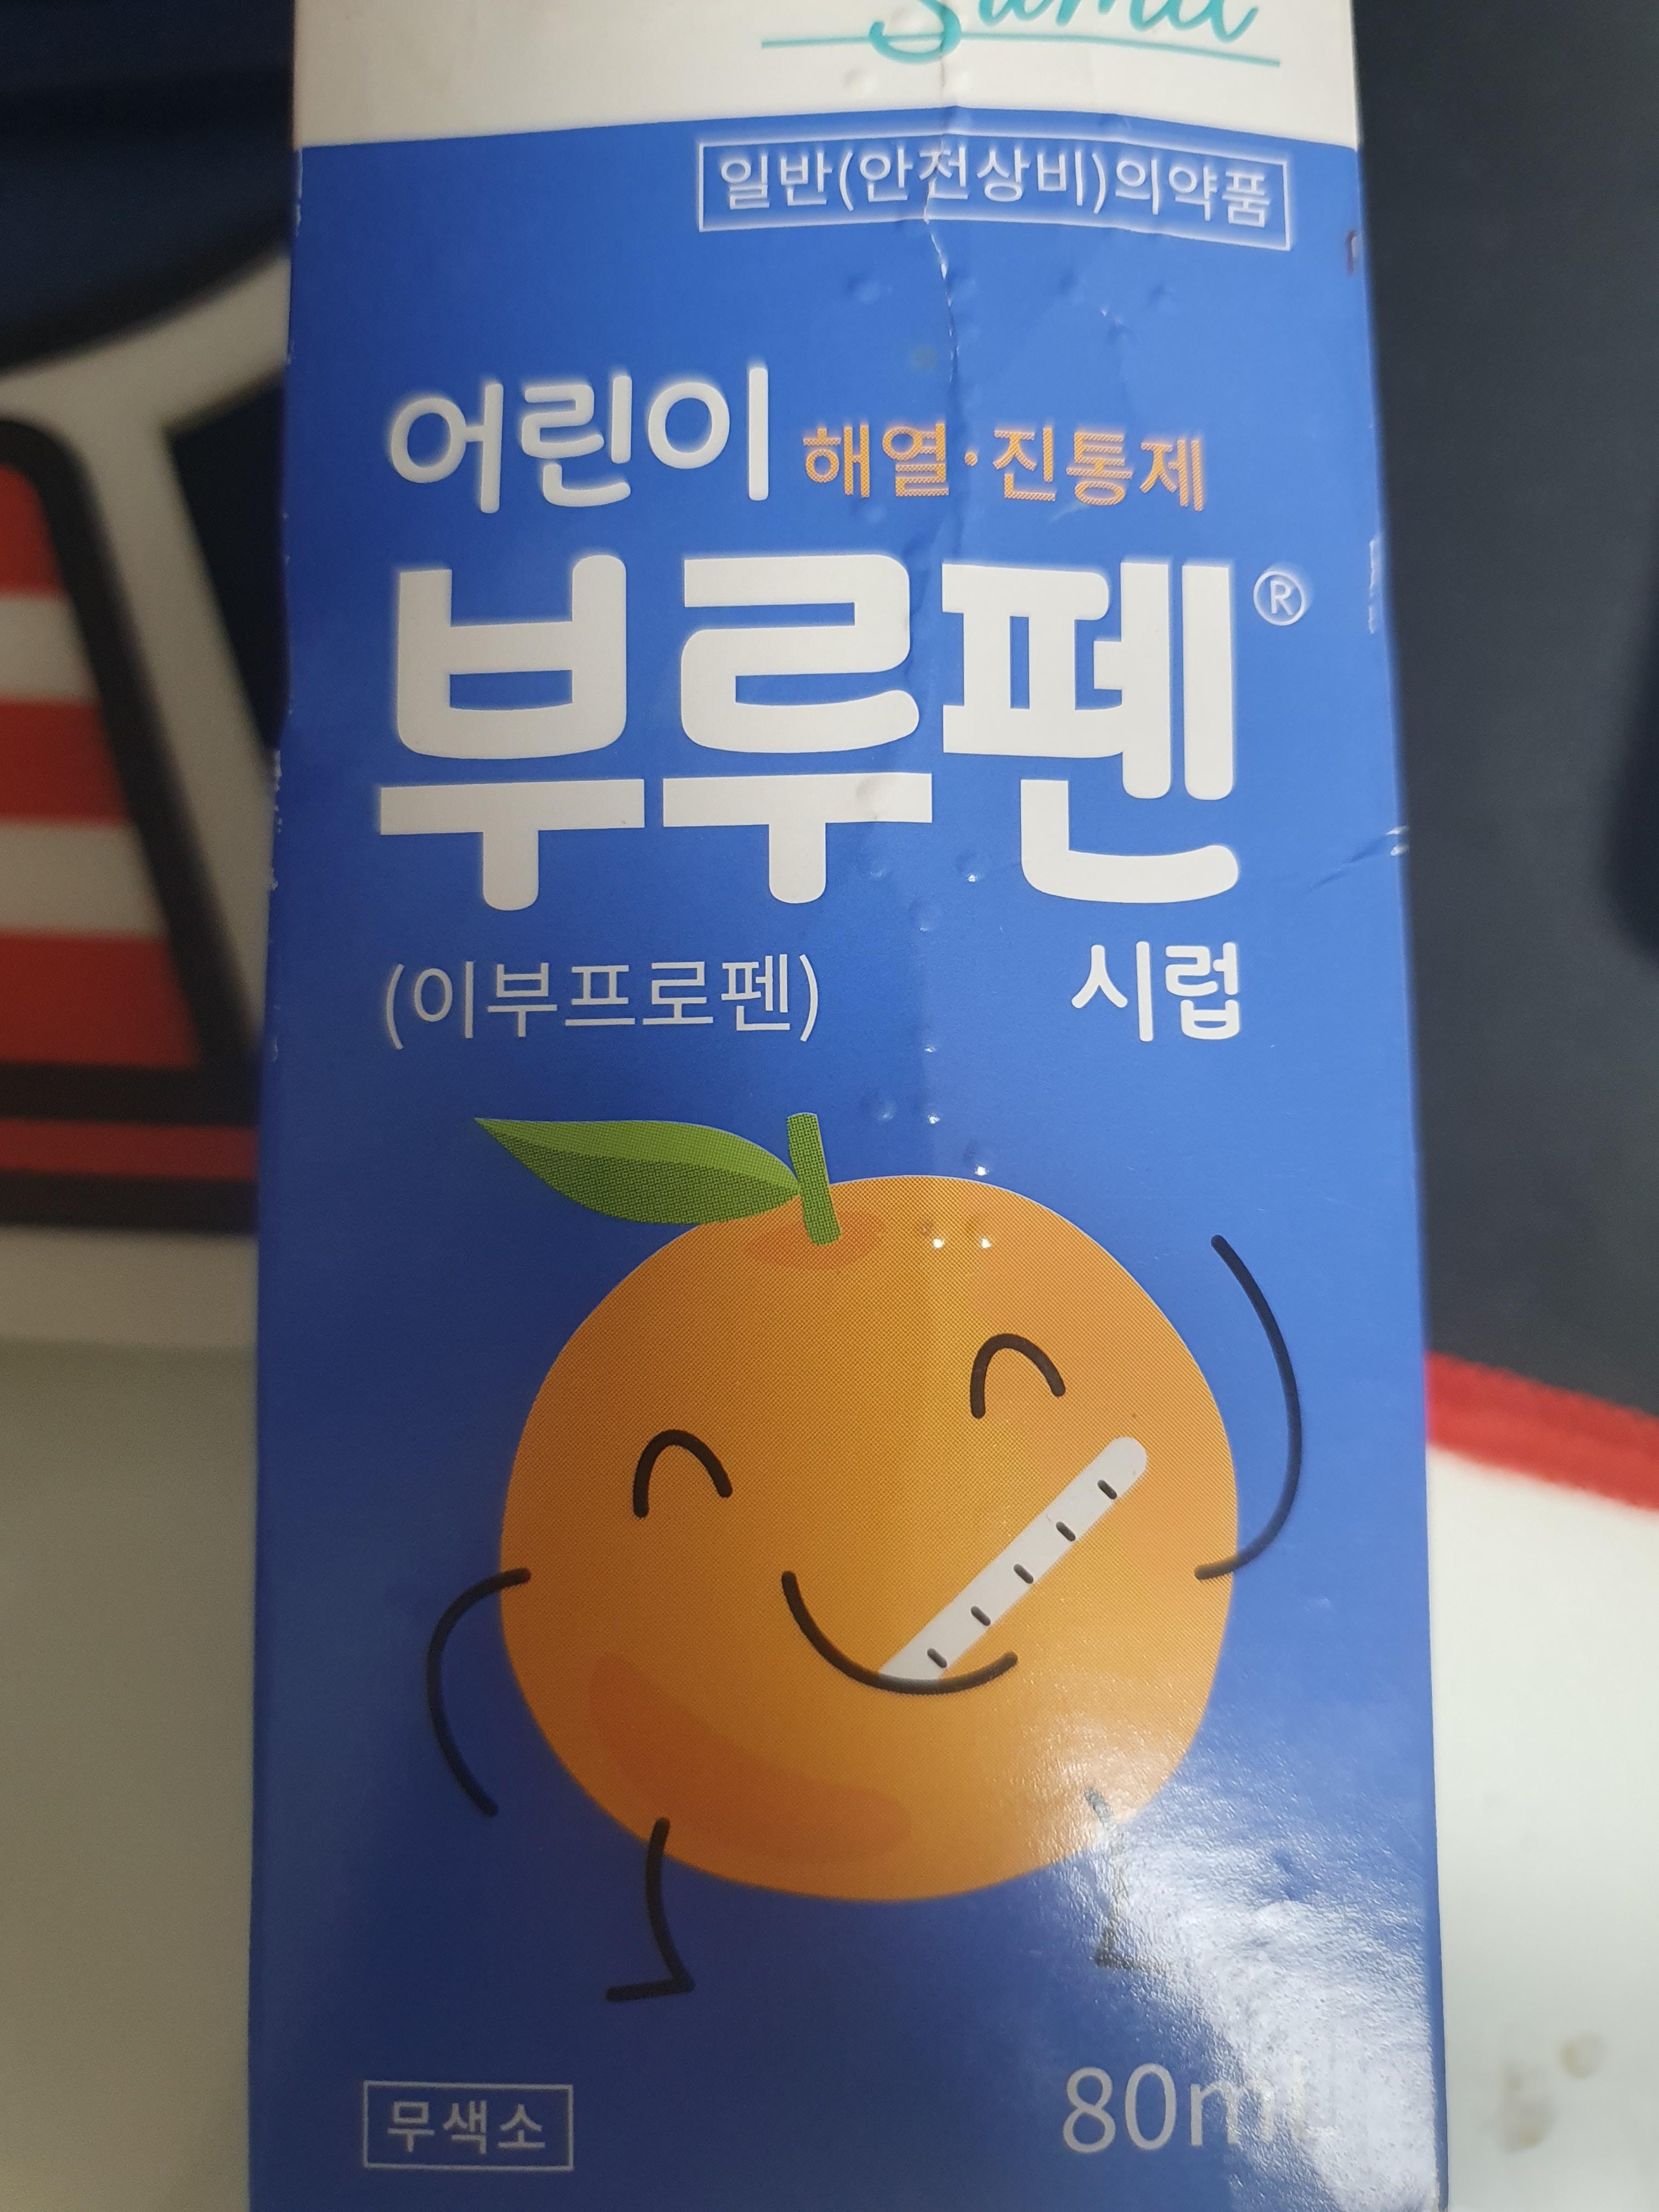 일반(안전상비)의약품
어린이 해열·진통제
부루펜®
(이부프로펜) 시럽
무색소
80ml